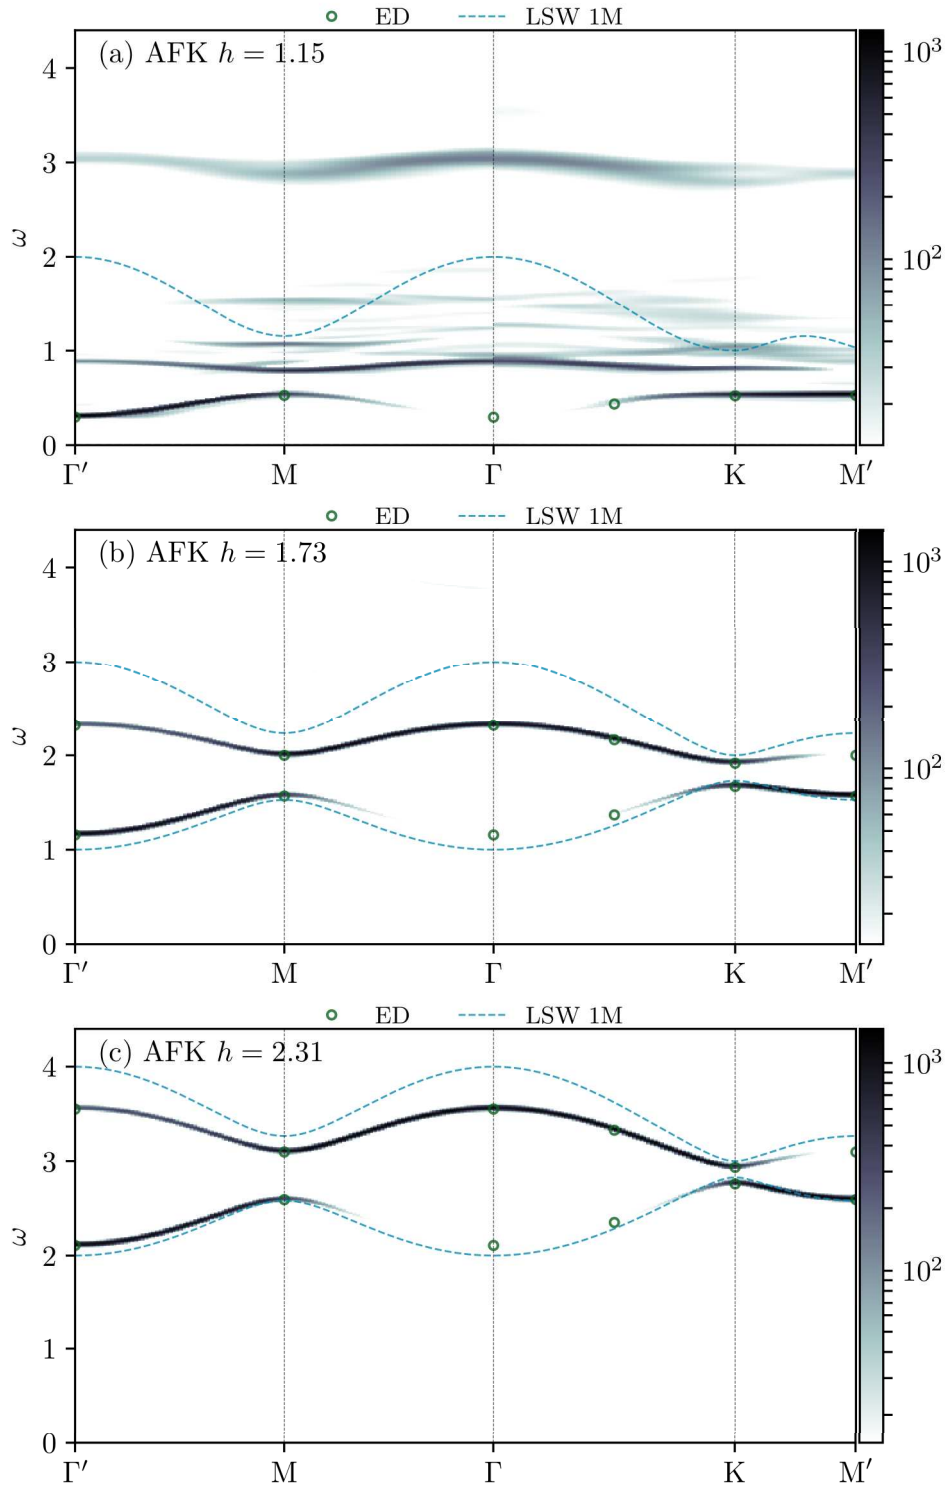 ED LSW 1M
(a) AFK h = 1.15
4
3
2
1
0
ω
10³
10²
Γ′ M Γ K M′
ED LSW 1M
(b) AFK h = 1.73
4
3
2
1
0
ω
10³
10²
Γ′ M Γ K M′
ED LSW 1M
(c) AFK h = 2.31
4
3
2
1
0
ω
10³
10²
Γ′ M Γ K M′